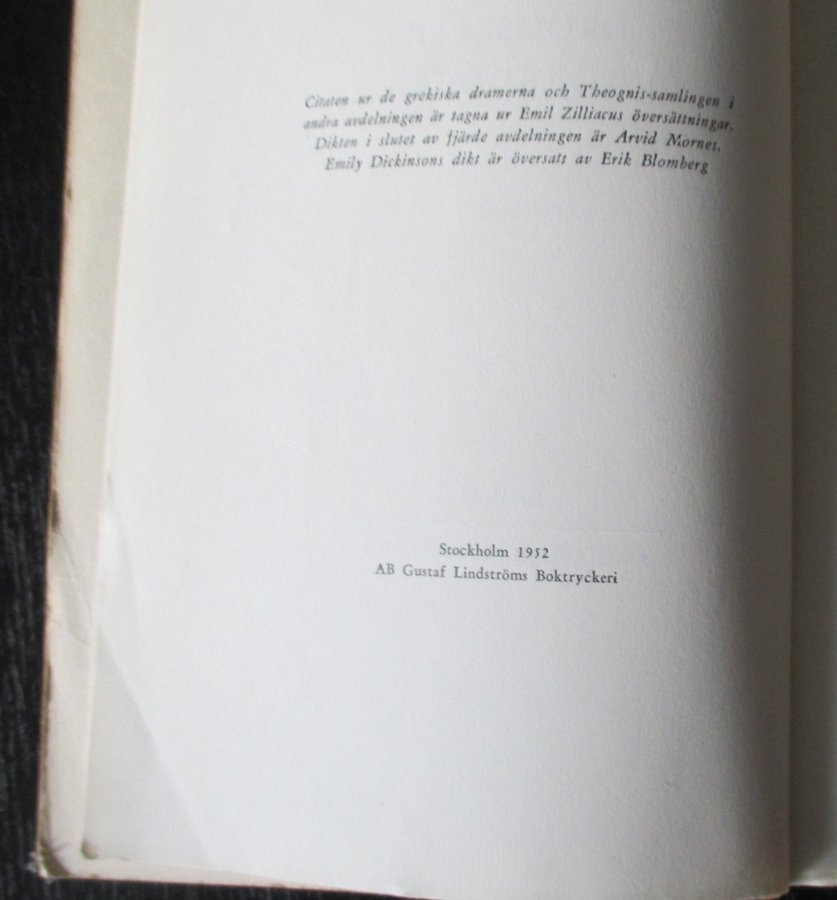 Citaten ur de grekiska dramerna och Theognis-samlingen i
andra avdelningen är tagna ur Emil Zilliacus översättningar.
Dikten i slutet av fjärde avdelningen är Arvid Mörnes.
Emily Dickinsons dikt är översatt av Erik Blomberg
Stockholm 1952
AB Gustaf Lindströms Boktryckeri